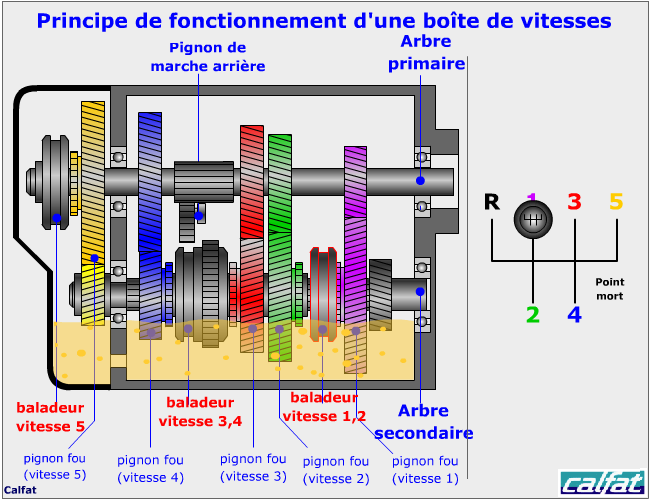 Principe de fonctionnement d'une boîte de vitesses
Pignon de
marche arrière
Arbre
primaire
R 1 3 5
Point
mort
2 4
baladeur
vitesse 5
baladeur
vitesse 3,4
baladeur
vitesse 1,2
Arbre
secondaire
pignon fou
(vitesse 5)
pignon fou
(vitesse 4)
pignon fou
(vitesse 3)
pignon fou
(vitesse 2)
pignon fou
(vitesse 1)
Calfat
calfat